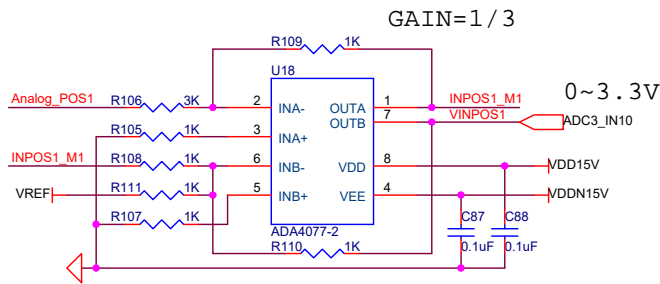 GAIN=1/3
R109 1K
U18
Analog_POS1 R106 3K 2 INA- OUTA 1 INPOS1_M1 0~3.3V
OUTB 7 VINPOS1 ADC3_IN10
R105 1K 3 INA+
INPOS1_M1 R108 1K 6 INB- VDD 8 VDD15V
VREF R111 1K 5 INB+ VEE 4 VDDN15V
R107 1K C87 C88
ADA4077-2
R110 1K 0.1uF 0.1uF